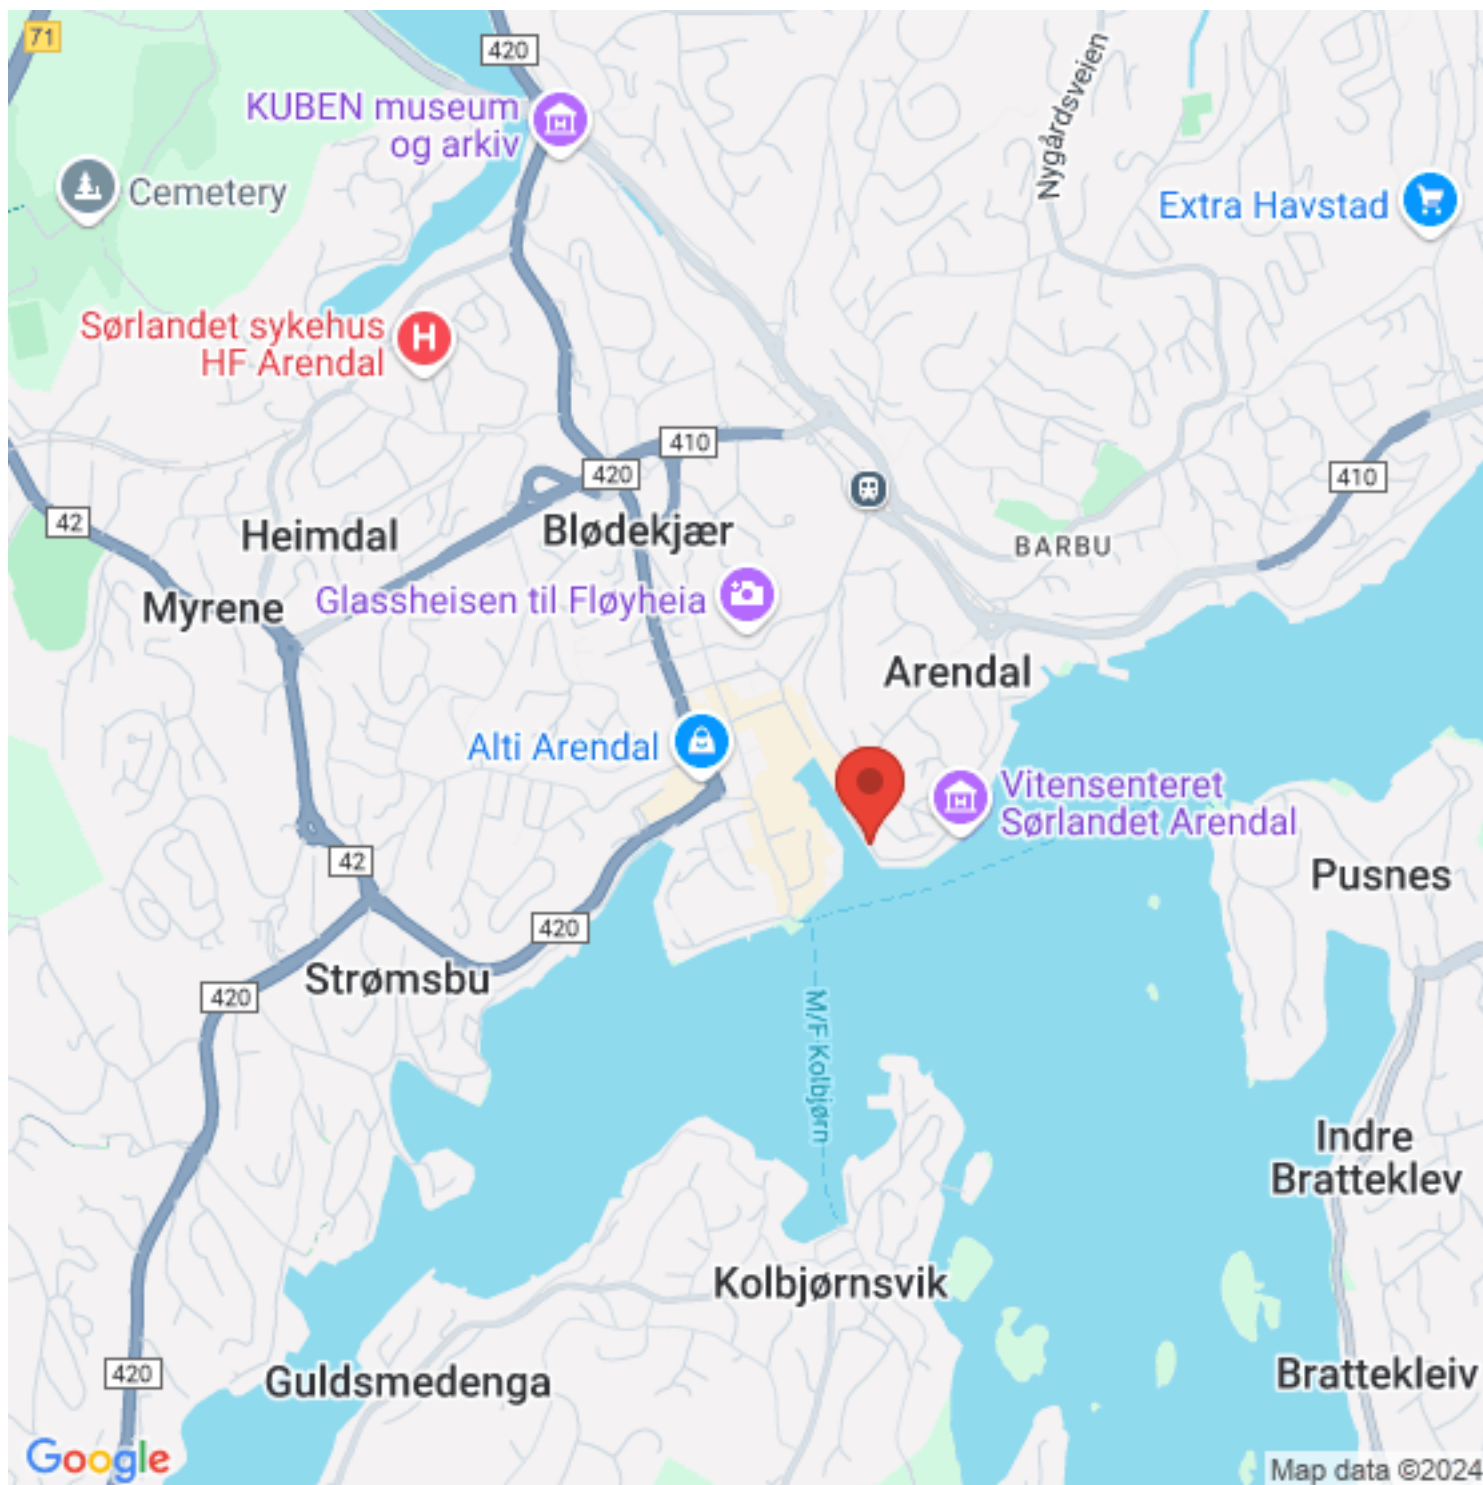 71
420
KUBEN museum
og arkiv
Nygårdsveien
Cemetery
Extra Havstad
Sørlandet sykehus
HF Arendal
H
410
420
410
42
Heimdal
Blødekjær
BARBU
Glassheisen til Fløyheia
Myrene
Arendal
Alti Arendal
Vitensenteret
Sørlandet Arendal
42
Pusnes
420
Strømsbu
420
M/F Kolbjørn
Indre
Bratteklev
Kolbjørnsvik
420
Guldsmedenga
Brattekleiv
Google
Map data ©2024